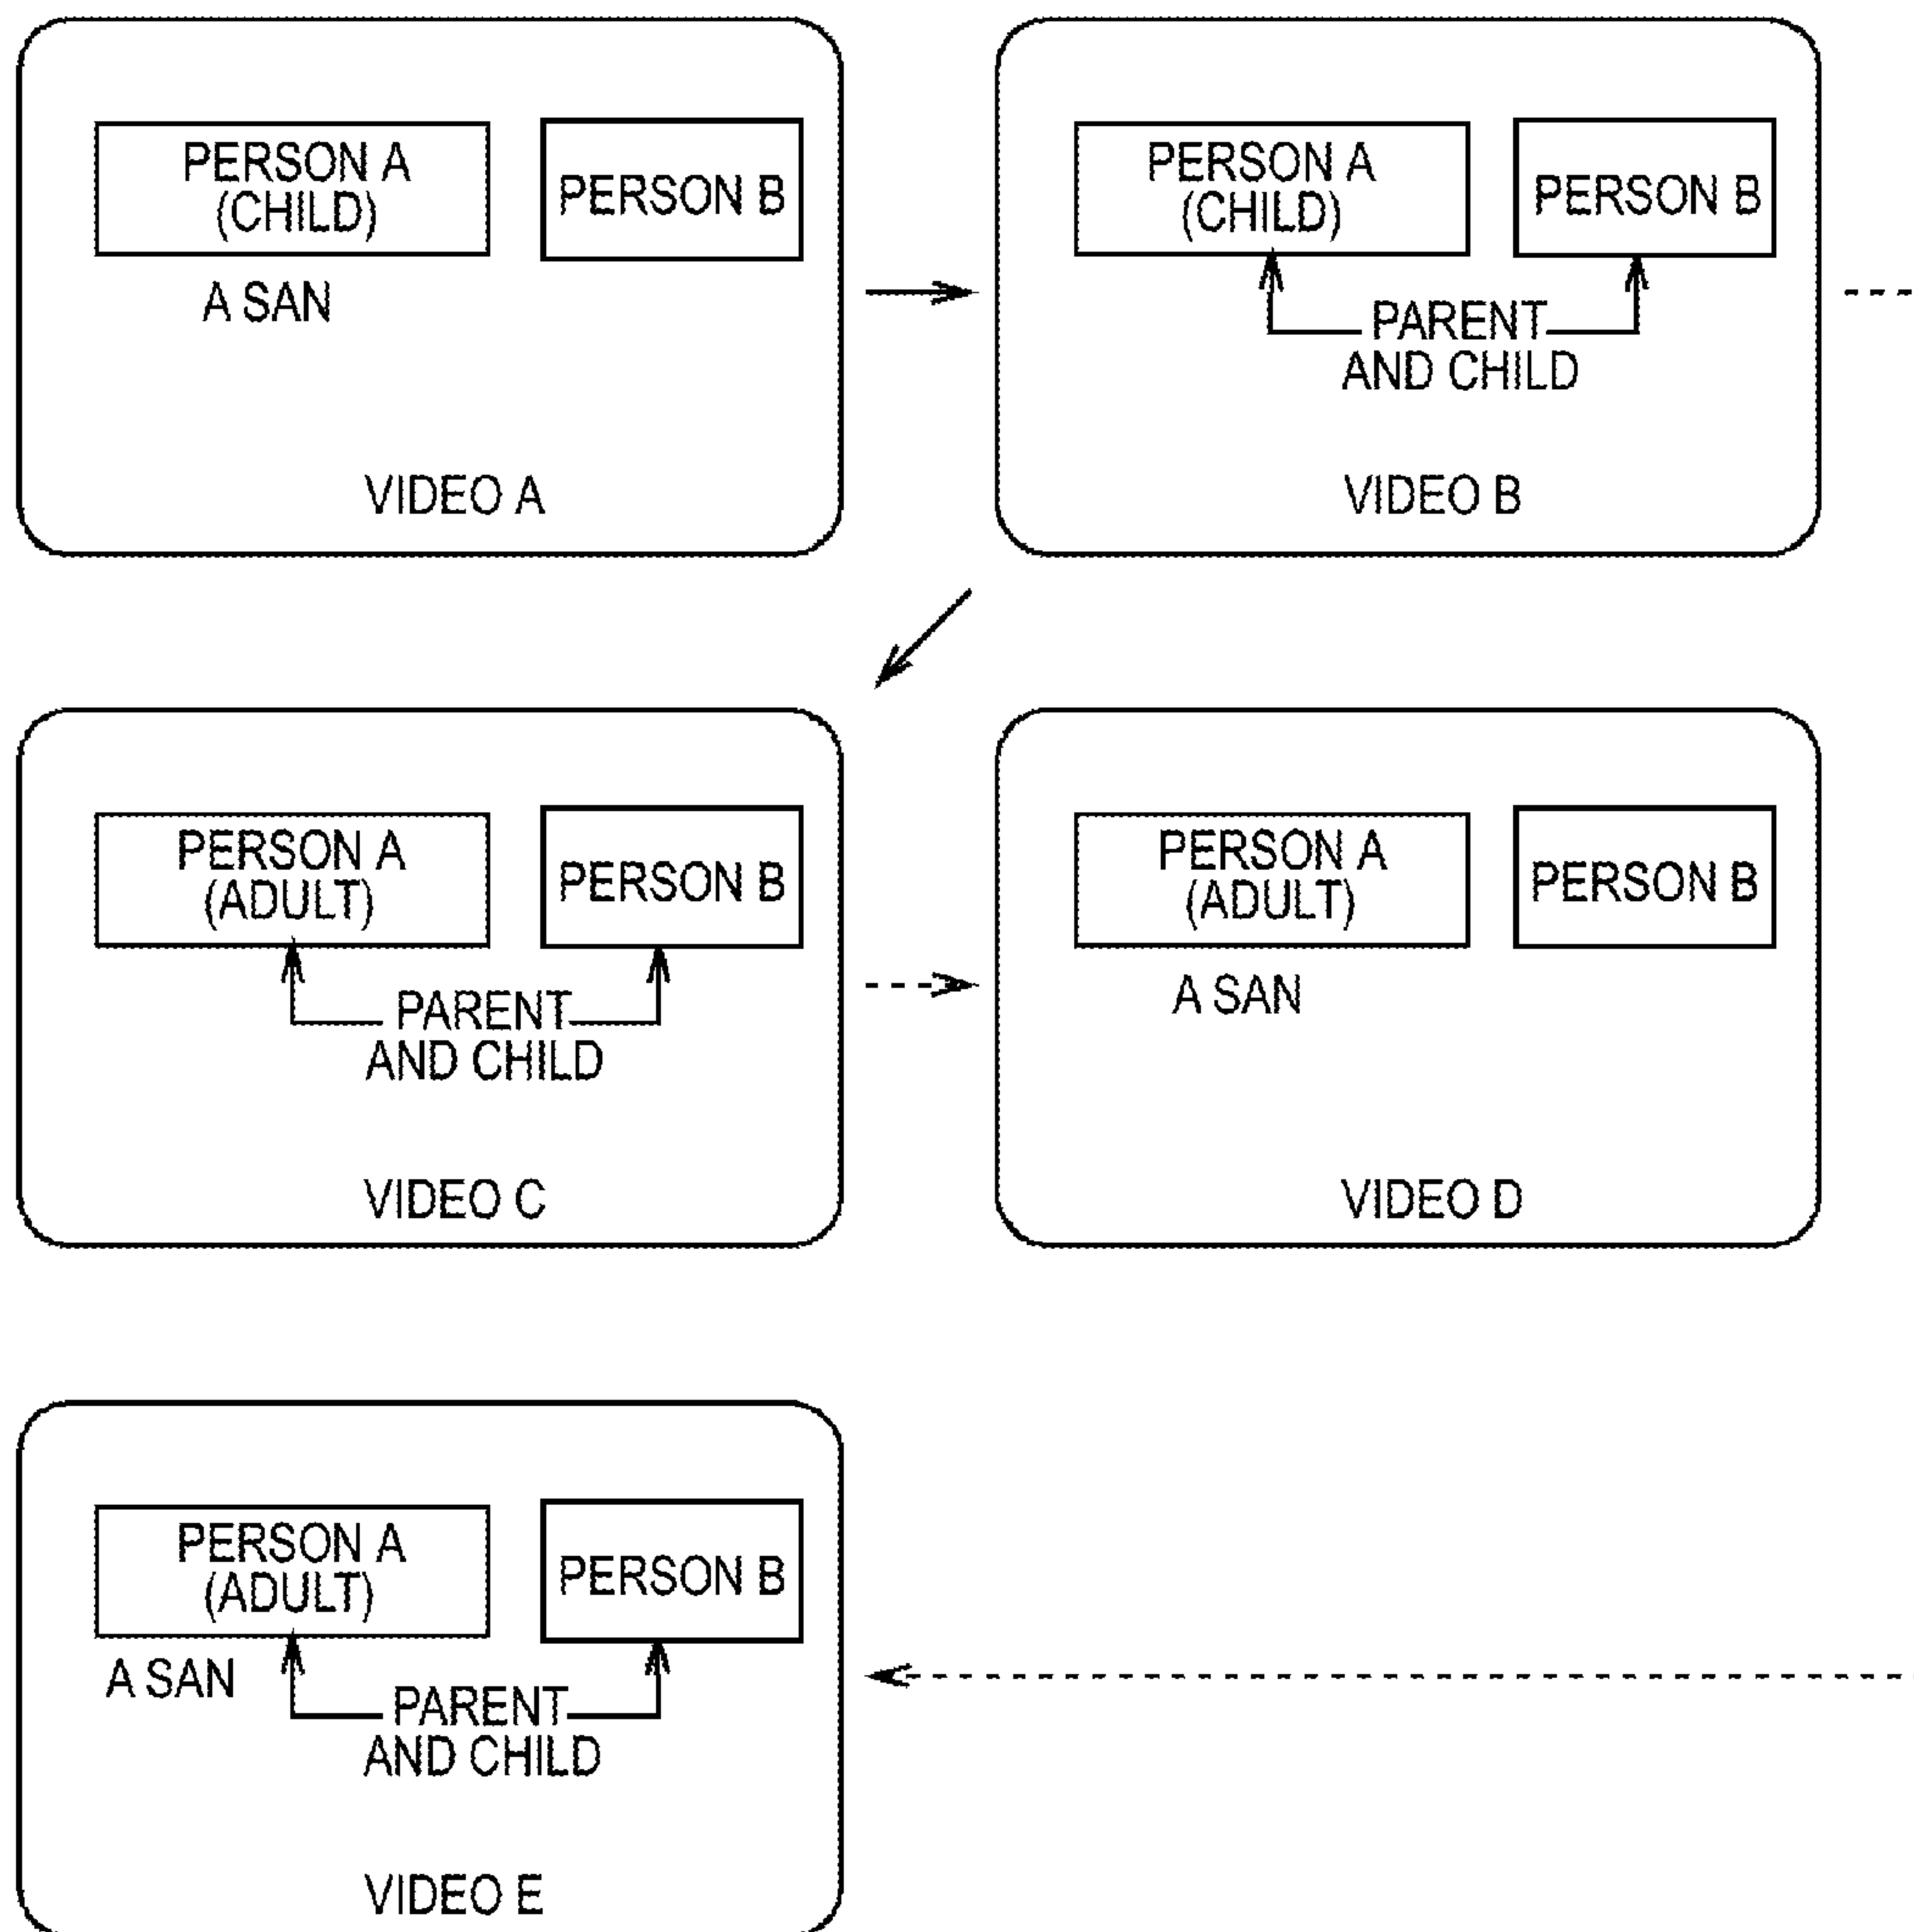 PERSON A
(CHILD)
PERSON B
A SAN
VIDEO A
PERSON A
(CHILD)
PERSON B
PARENT
AND CHILD
VIDEO B
PERSON A
(ADULT)
PERSON B
PARENT
AND CHILD
VIDEO C
PERSON A
(ADULT)
PERSON B
A SAN
VIDEO D
PERSON A
(ADULT)
PERSON B
A SAN
PARENT
AND CHILD
VIDEO E